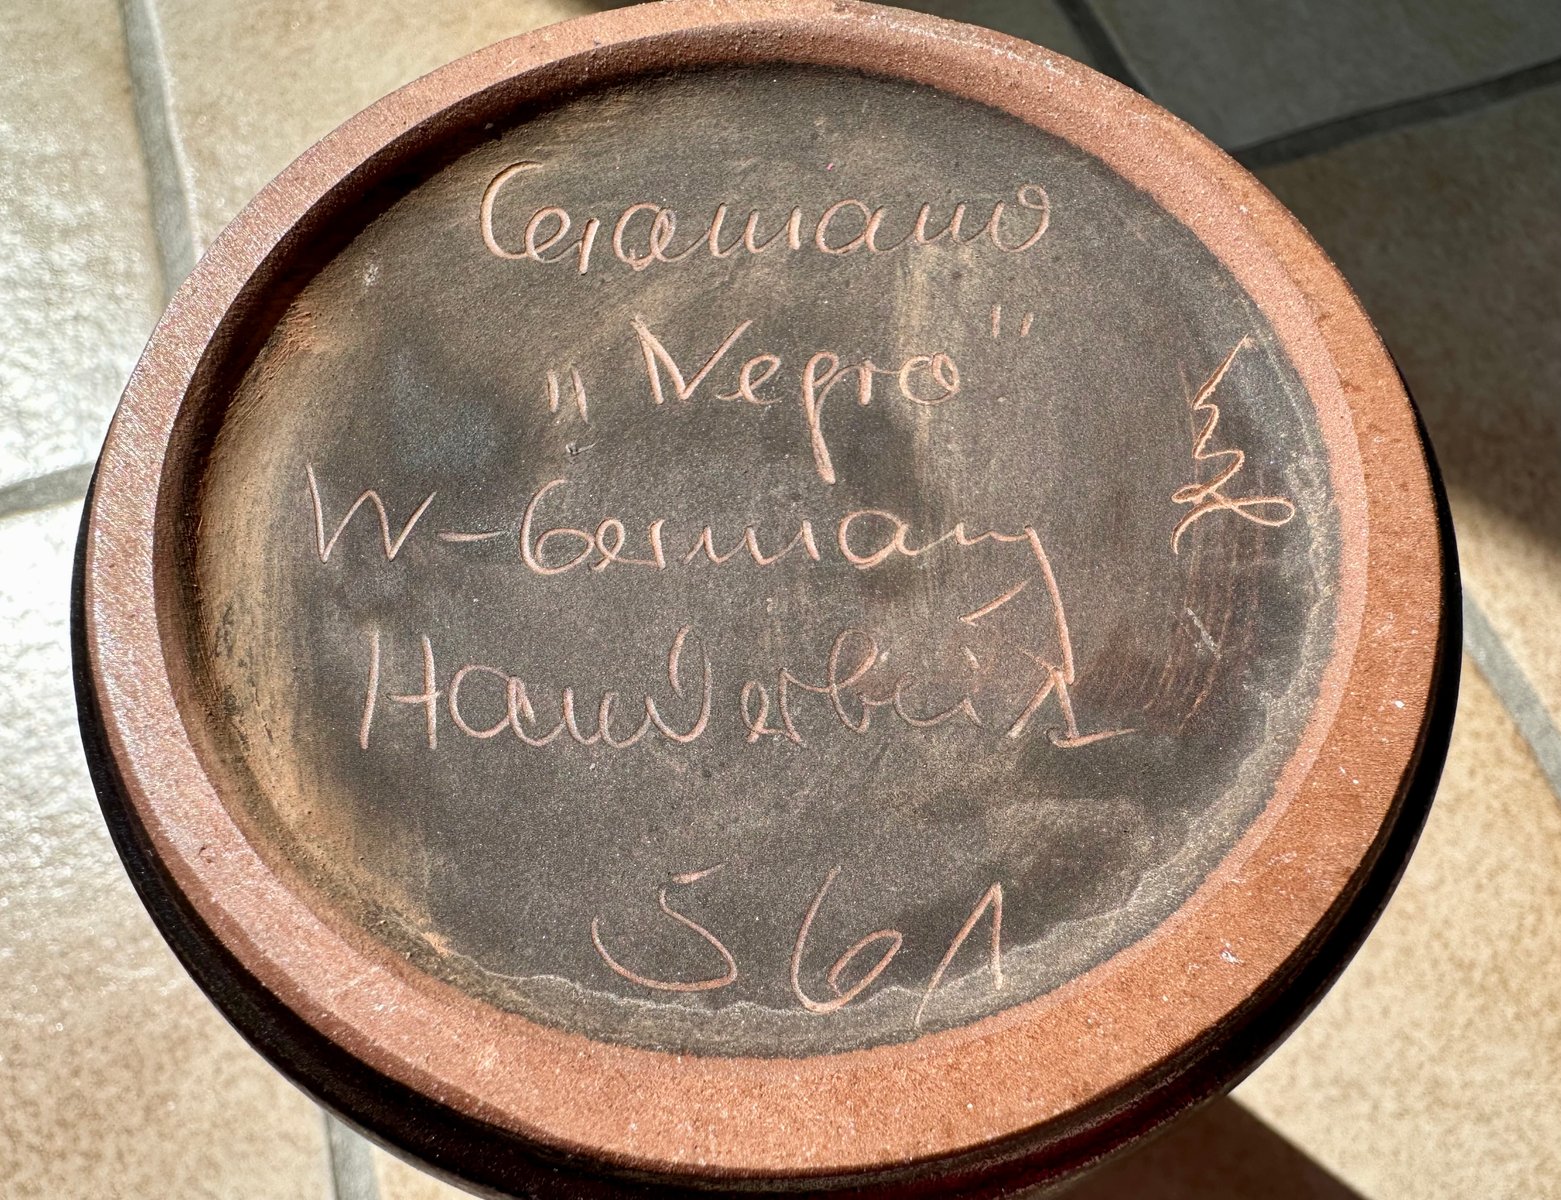 Ceramano
„Negro"
W-Germany
Handarbeit
561